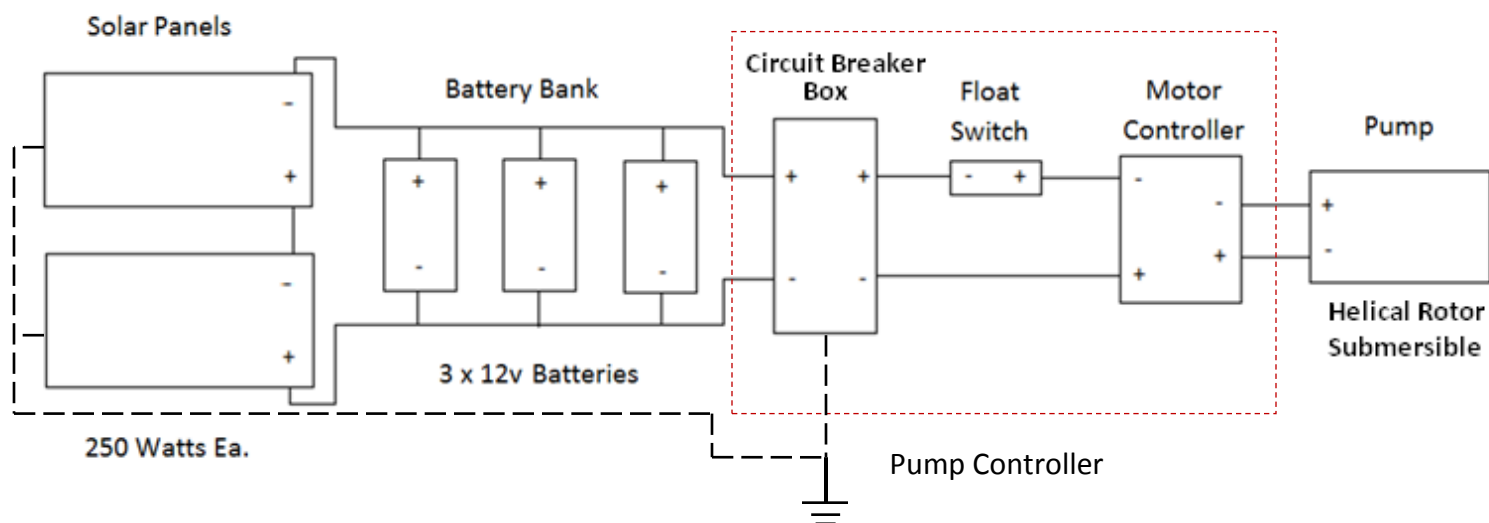 Solar Panels
-
+
-
+
250 Watts Ea.
Battery Bank
+ + +
- - -
3 x 12v Batteries
Circuit Breaker
Box
+ +
- -
Float
Switch
- +
Motor
Controller
-
-
+
+
Pump
+
-
Helical Rotor
Submersible
Pump Controller